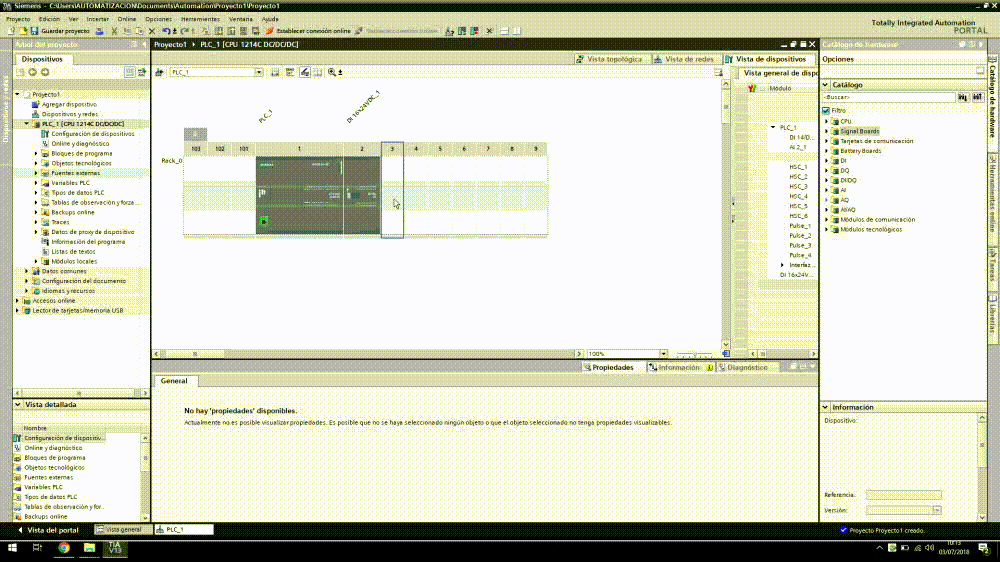 Siemens - C:\Users\AUTOMATIZACION\Documents\Automation\Proyecto1\Proyecto1
Proyecto Edición Ver Insertar Online Opciones Herramientas Ventana Ayuda
Totally Integrated Automation
PORTAL
Guardar proyecto
Establecer conexión online
Deshacer conexión online
Árbol del proyecto
Proyecto1 PLC_1 [CPU 1214C DC/DC/DC]
Catálogo de hardware
Dispositivos
Vista topológica
Vista de redes
Vista de dispositivos
Opciones
PLC_1
Vista general de dispo
Módulo
Catálogo
<Buscar>
Filtro
CPU
Signal Boards
Tarjetas de comunicación
Battery Boards
DI
DQ
DI/DQ
AI
AQ
AI/AQ
Módulos de comunicación
Módulos tecnológicos
Proyecto1
Agregar dispositivo
Dispositivos y redes
PLC_1 [CPU 1214C DC/DC/DC]
Configuración de dispositivos
Online y diagnóstico
Bloques de programa
Objetos tecnológicos
Fuentes externas
Variables PLC
Tipos de datos PLC
Tablas de observación y forza...
Backups online
Traces
Datos de proxy de dispositivo
Información del programa
Listas de textos
Módulos locales
Datos comunes
Configuración del documento
Idiomas y recursos
Accesos online
Lector de tarjetas/memoria USB
PLC_1
DI 16x24VDC_1
103 102 101 1 2 3 4 5 6 7 8 9
Rack_0
PLC_1
DI 14/D...
AI 2_1
HSC_1
HSC_2
HSC_3
HSC_4
HSC_5
HSC_6
Pulse_1
Pulse_2
Pulse_3
Pulse_4
Interfaz...
DI 16x24V...
100%
Propiedades
Información
Diagnóstico
General
No hay 'propiedades' disponibles.
Actualmente no es posible visualizar propiedades. Es posible que no se haya seleccionado ningún objeto o que el objeto seleccionado no tenga propiedades visualizables.
Vista detallada
Nombre
Configuración de dispositiv...
Online y diagnóstico
Bloques de programa
Objetos tecnológicos
Fuentes externas
Variables PLC
Tipos de datos PLC
Tablas de observación y for...
Backups online
Información
Dispositivo:
Referencia:
Versión:
Dispositivos y redes
Catálogo de hardware
Herramientas online
Tareas
Librerías
Vista del portal
Vista general
PLC_1
Proyecto Proyecto1 creado.
TIA
V13
10:13
03/07/2018